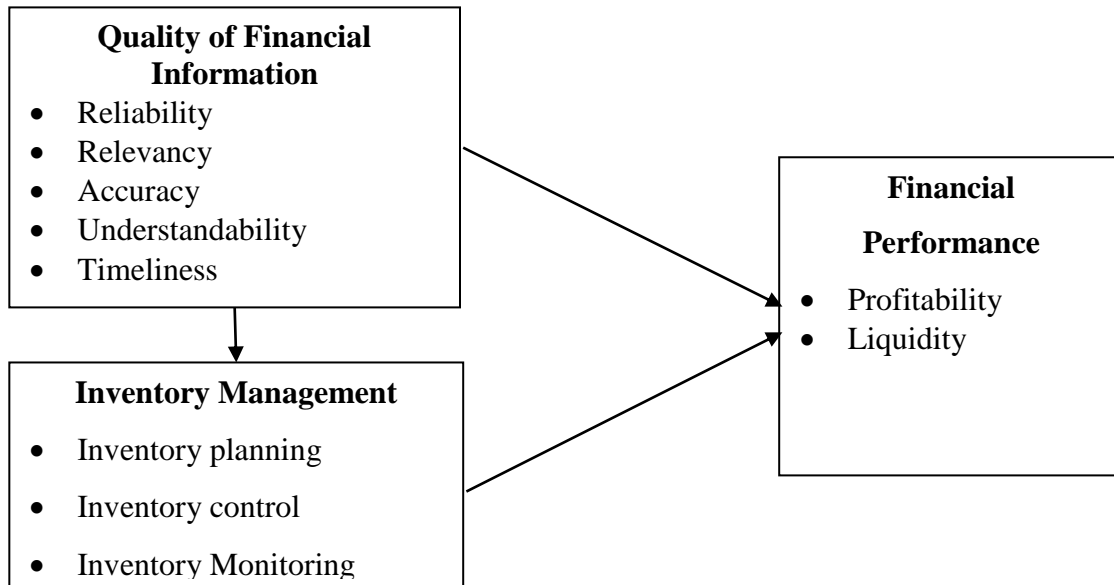 Quality of Financial
Information
• Reliability
• Relevancy
• Accuracy
• Understandability
• Timeliness
Inventory Management
• Inventory planning
• Inventory control
• Inventory Monitoring
Financial
Performance
• Profitability
• Liquidity